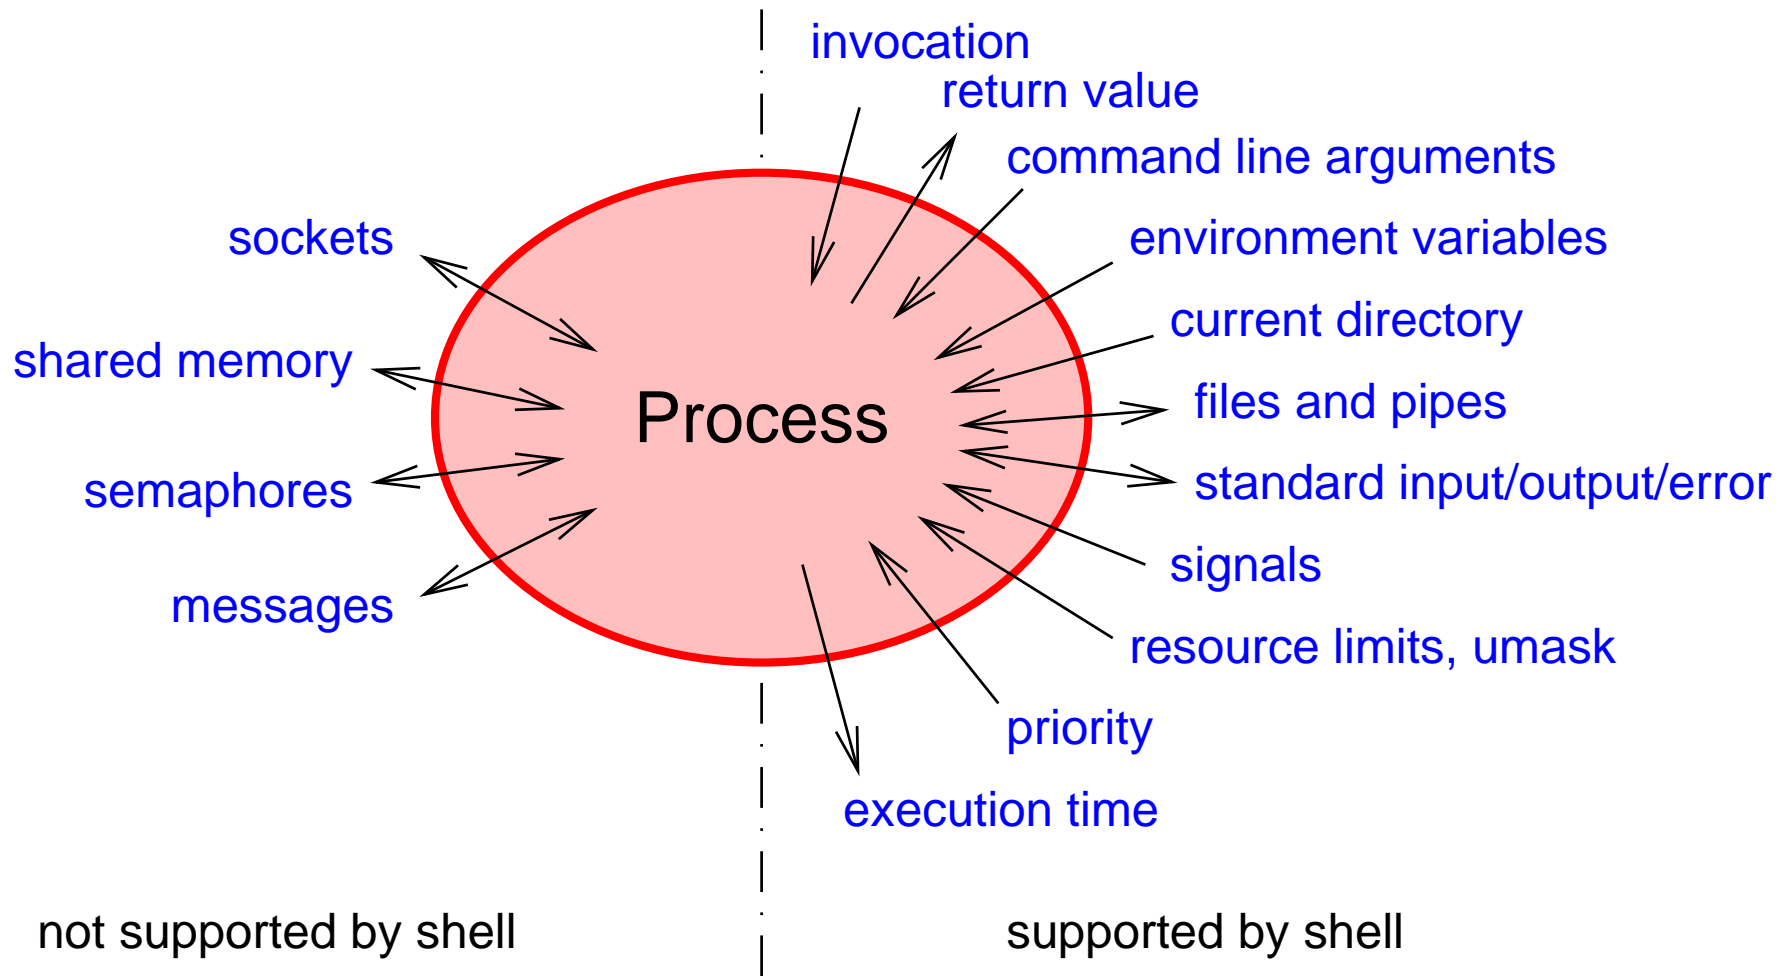 invocation
return value
command line arguments
environment variables
current directory
files and pipes
standard input/output/error
signals
resource limits, umask
priority
execution time
sockets
shared memory
semaphores
messages
Process
not supported by shell
supported by shell